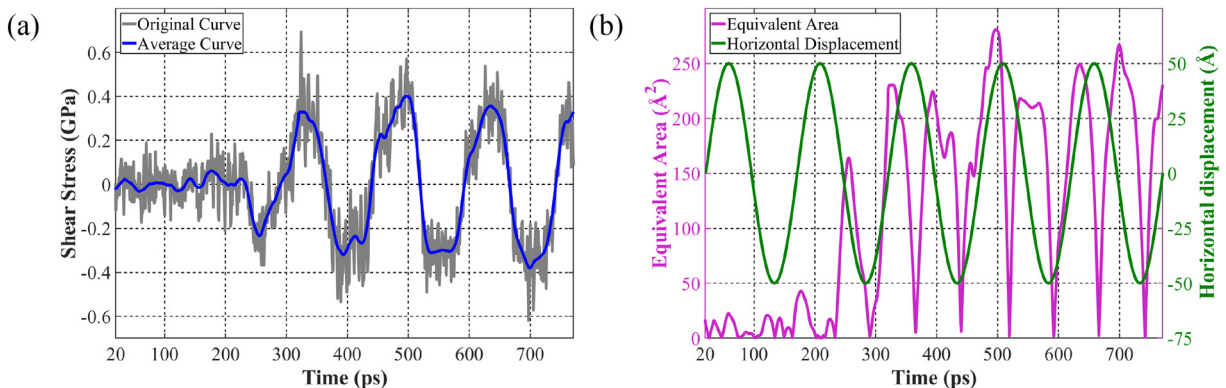 (a)
Original Curve
Average Curve
Shear Stress (GPa)
0.6
0.4
0.2
0
-0.2
-0.4
-0.6
20 100 200 300 400 500 600 700
Time (ps)
(b)
Equivalent Area
Horizontal Displacement
Equivalent Area (Å²)
250
200
150
100
50
0
20 100 200 300 400 500 600 700
Time (ps)
50
25
0
-25
-50
-75
Horizontal displacement (Å)